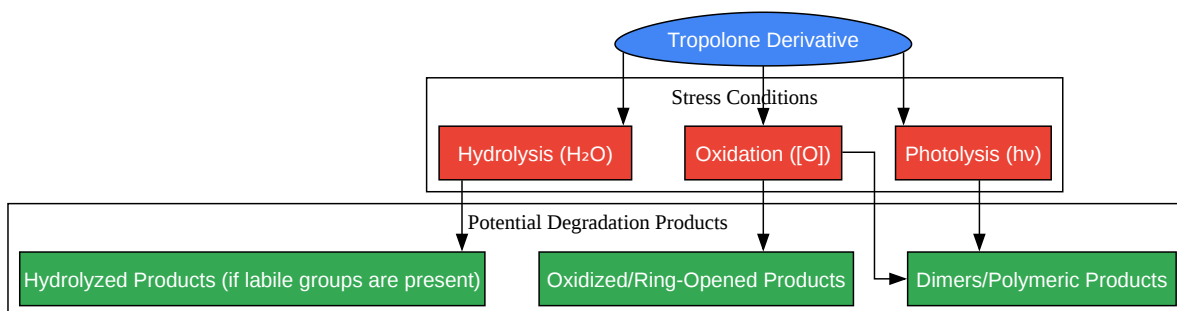 Tropolone Derivative
Stress Conditions
Hydrolysis (H₂O)
Oxidation ([O])
Photolysis (hν)
Potential Degradation Products
Hydrolyzed Products (if labile groups are present)
Oxidized/Ring-Opened Products
Dimers/Polymeric Products